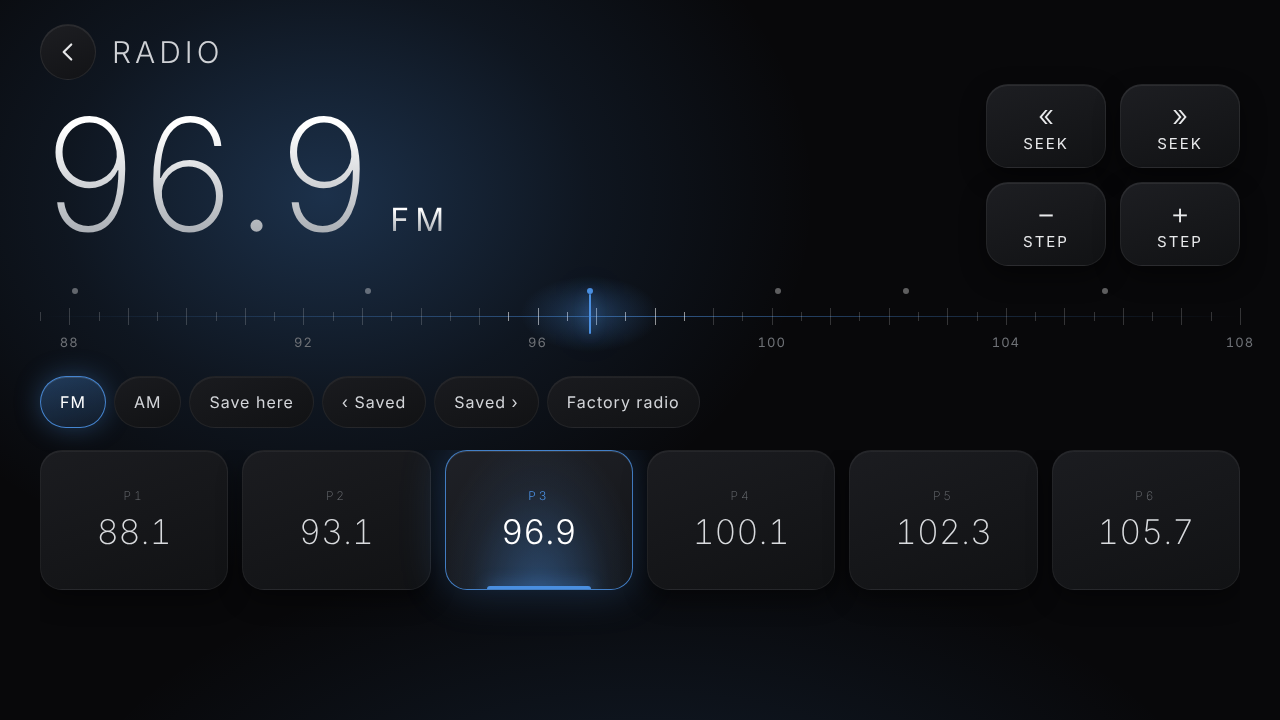 RADIO
96.9 FM
« SEEK
» SEEK
− STEP
+ STEP
88 92 96 100 104 108
FM AM Save here ‹ Saved Saved › Factory radio
P1
88.1
P2
93.1
P3
96.9
P4
100.1
P5
102.3
P6
105.7